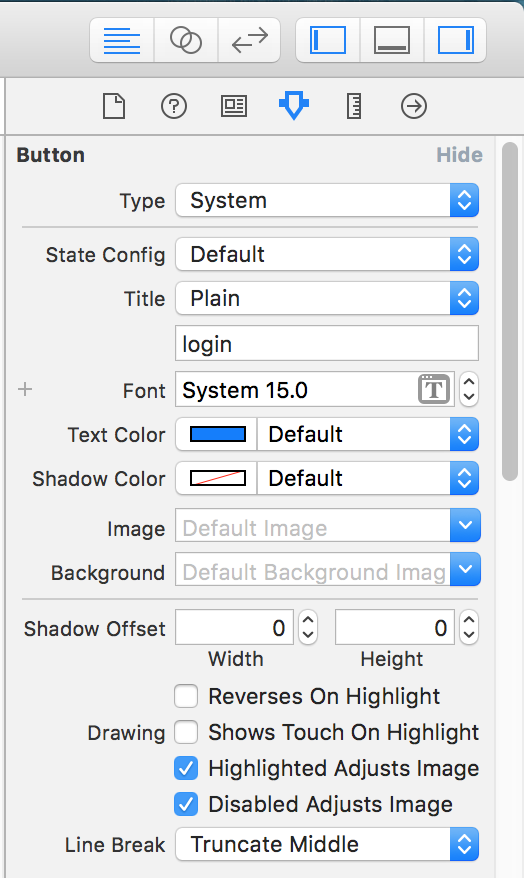 Button Hide
Type System
State Config Default
Title Plain
login
Font System 15.0 T
Text Color Default
Shadow Color Default
Image Default Image
Background Default Background Imag
Shadow Offset 0 0
Width Height
Reverses On Highlight
Drawing Shows Touch On Highlight
Highlighted Adjusts Image
Disabled Adjusts Image
Line Break Truncate Middle